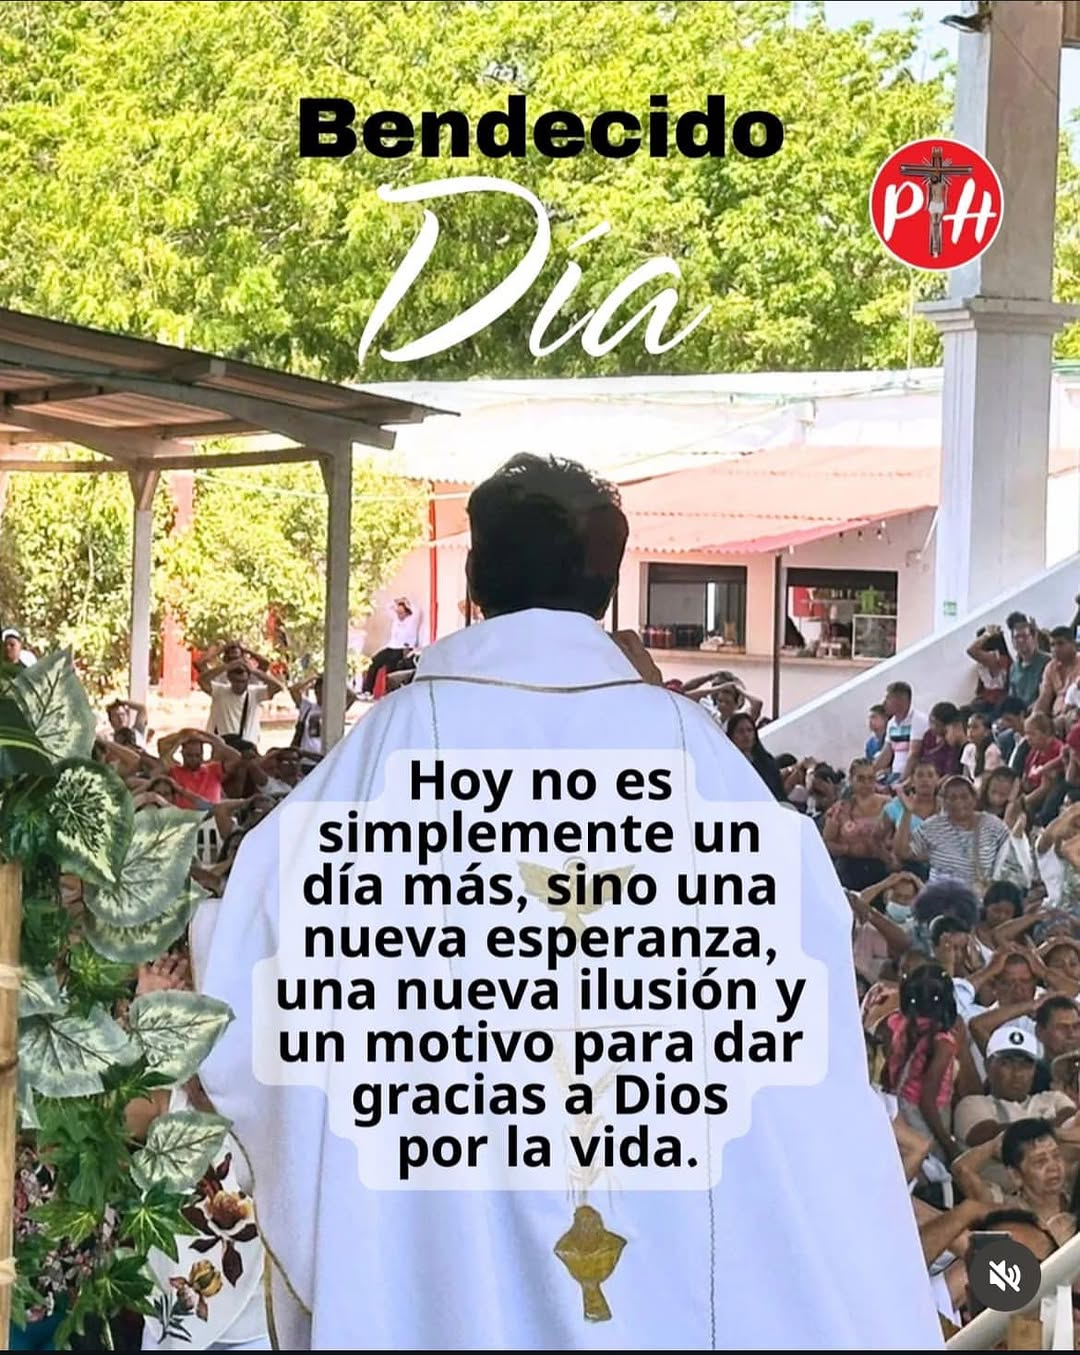 Bendecido
Día
PH
Hoy no es
simplemente un
día más, sino una
nueva esperanza,
una nueva ilusión y
un motivo para dar
gracias a Dios
por la vida.